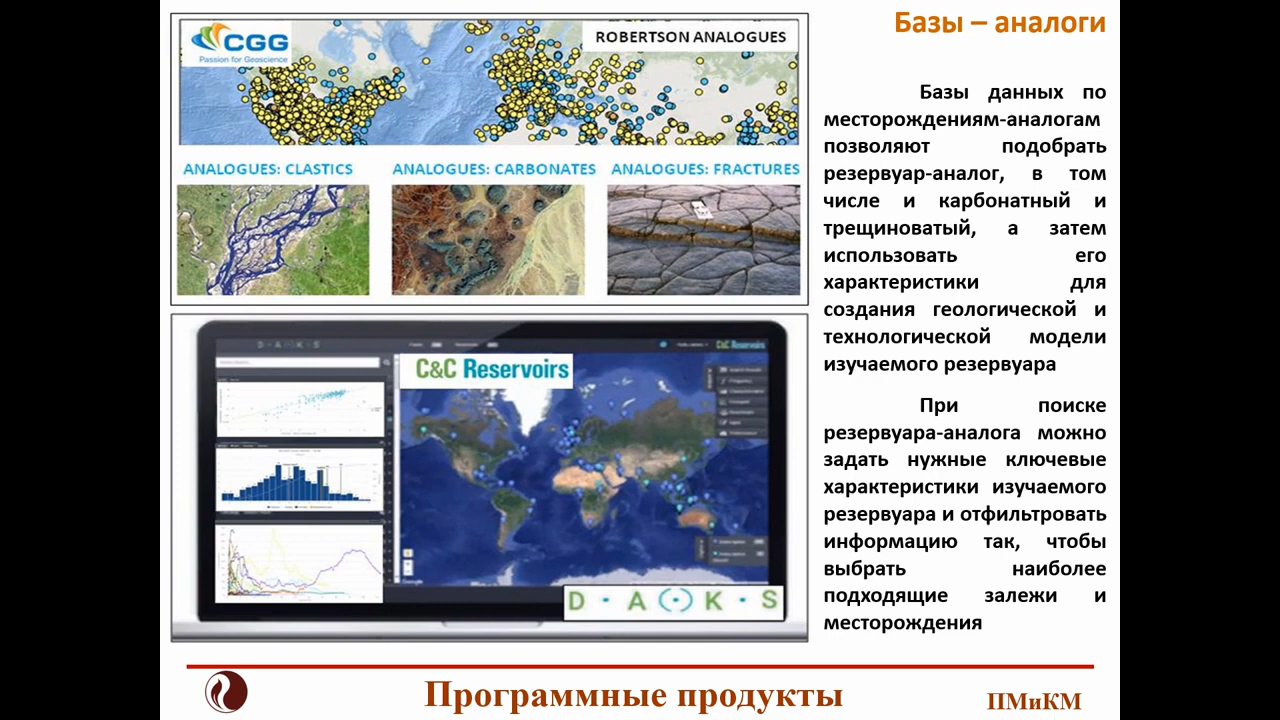 Базы – аналоги
CGG
Passion for Geoscience
ROBERTSON ANALOGUES
ANALOGUES: CLASTICS
ANALOGUES: CARBONATES
ANALOGUES: FRACTURES
D · A (·) K · S
C&C Reservoirs
C&C Reservoirs
Google
D · A (·) K · S
Базы данных по
месторождениям-аналогам
позволяют подобрать
резервуар-аналог, в том
числе и карбонатный и
трещиноватый, а затем
использовать его
характеристики для
создания геологической и
технологической модели
изучаемого резервуара
При поиске
резервуара-аналога можно
задать нужные ключевые
характеристики изучаемого
резервуара и отфильтровать
информацию так, чтобы
выбрать наиболее
подходящие залежи и
месторождения
Программные продукты
ПМиКМ